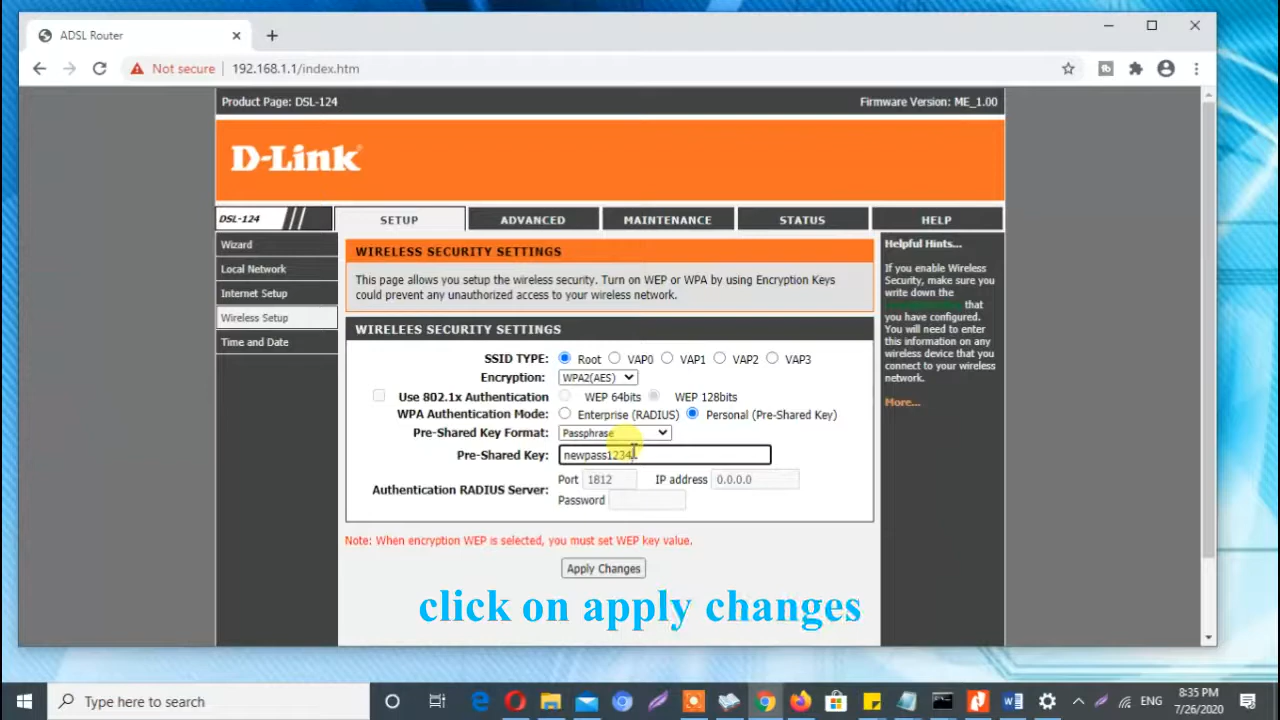 ADSL Router
Not secure 192.168.1.1/index.htm
Product Page: DSL-124 Firmware Version: ME_1.00
D-Link
DSL-124 SETUP ADVANCED MAINTENANCE STATUS HELP
Wizard
Local Network
Internet Setup
Wireless Setup
Time and Date
WIRELESS SECURITY SETTINGS
This page allows you setup the wireless security. Turn on WEP or WPA by using Encryption Keys
could prevent any unauthorized access to your wireless network.
WIRELEES SECURITY SETTINGS
SSID TYPE: Root VAP0 VAP1 VAP2 VAP3
Encryption: WPA2(AES)
Use 802.1x Authentication WEP 64bits WEP 128bits
WPA Authentication Mode: Enterprise (RADIUS) Personal (Pre-Shared Key)
Pre-Shared Key Format: Passphrase
Pre-Shared Key: newpass1234
Port 1812 IP address 0.0.0.0
Authentication RADIUS Server:
Password
Note: When encryption WEP is selected, you must set WEP key value.
Apply Changes
click on apply changes
Helpful Hints...
If you enable Wireless
Security, make sure you
write down the
that
you have configured.
You will need to enter
this information on any
wireless device that you
connect to your wireless
network.
More...
Type here to search
ENG
8:35 PM
7/26/2020